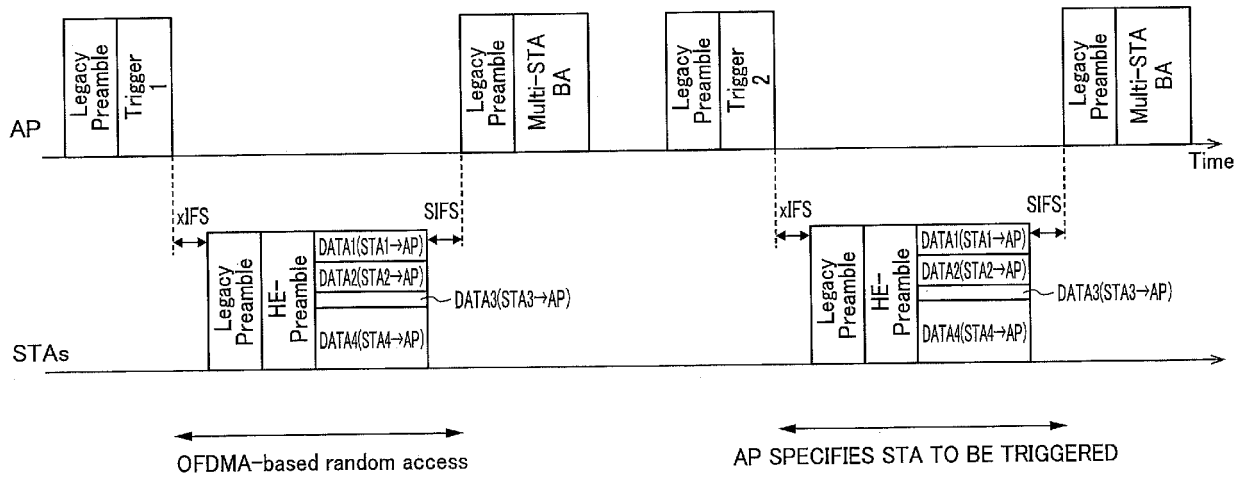 AP
Legacy
Preamble
Trigger
1
Legacy
Preamble
Multi-STA
BA
Legacy
Preamble
Trigger
2
Legacy
Preamble
Multi-STA
BA
Time
xIFS
SIFS
xIFS
SIFS
STAs
Legacy
Preamble
HE-
Preamble
DATA1(STA1→AP)
DATA2(STA2→AP)
DATA3(STA3→AP)
DATA4(STA4→AP)
Legacy
Preamble
HE-
Preamble
DATA1(STA1→AP)
DATA2(STA2→AP)
DATA3(STA3→AP)
DATA4(STA4→AP)
OFDMA-based random access
AP SPECIFIES STA TO BE TRIGGERED